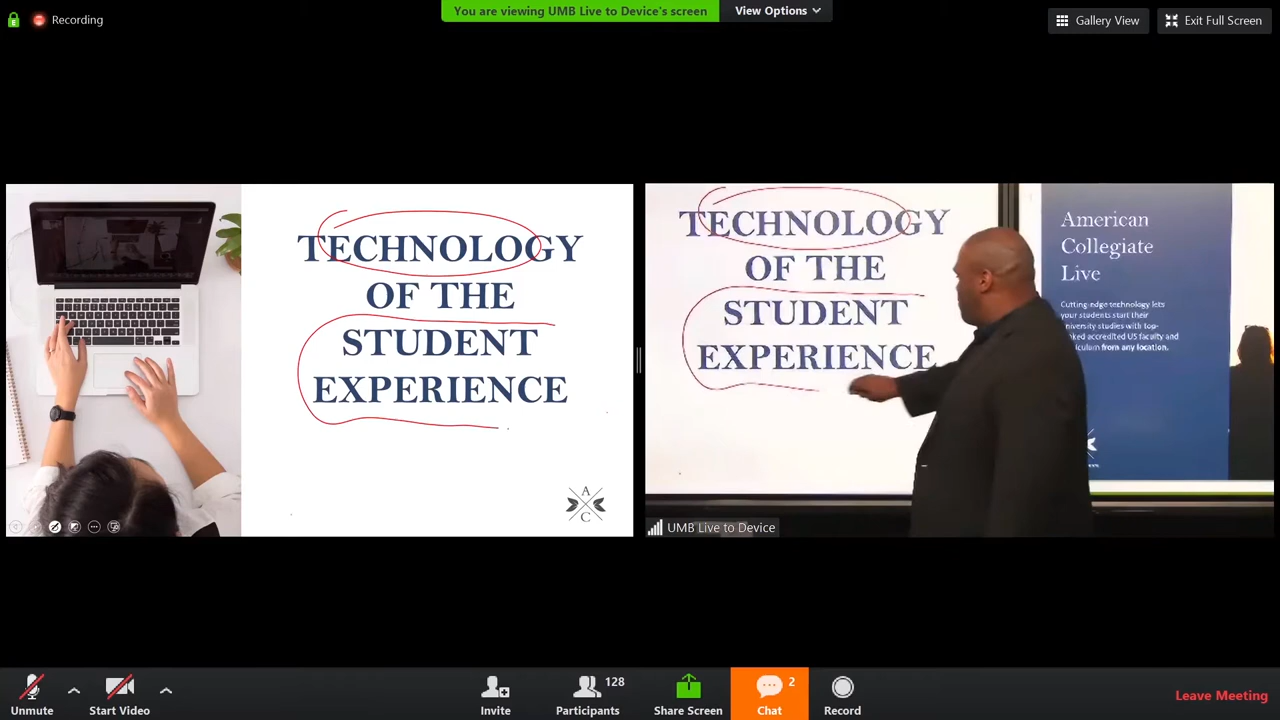 Recording
You are viewing UMB Live to Device's screen
View Options
Gallery View
Exit Full Screen
TECHNOLOGY
OF THE
STUDENT
EXPERIENCE
A
C
TECHNOLOGY
OF THE
STUDENT
EXPERIENCE
American
Collegiate
Live
Cutting-edge technology lets
your students start their
university studies with top-
accredited US faculty and
from any location.
UMB Live to Device
Unmute
Start Video
Invite
Participants
128
Share Screen
Chat
2
Record
Leave Meeting